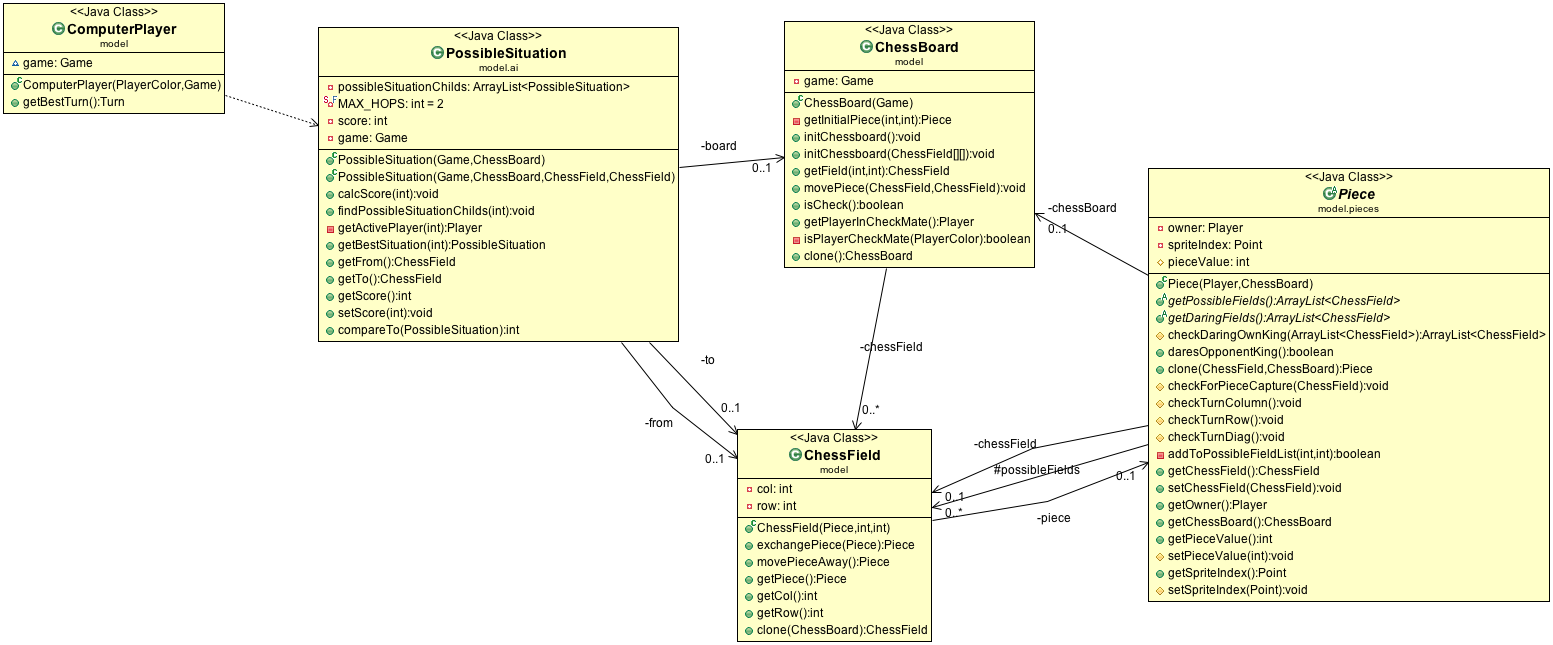 <<Java Class>>
ComputerPlayer
model
game: Game
ComputerPlayer(PlayerColor,Game)
getBestTurn():Turn
<<Java Class>>
PossibleSituation
model.ai
possibleSituationChilds: ArrayList<PossibleSituation>
MAX_HOPS: int = 2
score: int
game: Game
PossibleSituation(Game,ChessBoard)
PossibleSituation(Game,ChessBoard,ChessField,ChessField)
calcScore(int):void
findPossibleSituationChilds(int):void
getActivePlayer(int):Player
getBestSituation(int):PossibleSituation
getFrom():ChessField
getTo():ChessField
getScore():int
setScore(int):void
compareTo(PossibleSituation):int
-board
0..1
<<Java Class>>
ChessBoard
model
game: Game
ChessBoard(Game)
getInitialPiece(int,int):Piece
initChessboard():void
initChessboard(ChessField[][]):void
getField(int,int):ChessField
movePiece(ChessField,ChessField):void
isCheck():boolean
getPlayerInCheckMate():Player
isPlayerCheckMate(PlayerColor):boolean
clone():ChessBoard
-chessBoard
0..1
<<Java Class>>
Piece
model.pieces
owner: Player
spriteIndex: Point
pieceValue: int
Piece(Player,ChessBoard)
getPossibleFields():ArrayList<ChessField>
getDaringFields():ArrayList<ChessField>
checkDaringOwnKing(ArrayList<ChessField>):ArrayList<ChessField>
daresOpponentKing():boolean
clone(ChessField,ChessBoard):Piece
checkForPieceCapture(ChessField):void
checkTurnColumn():void
checkTurnRow():void
checkTurnDiag():void
addToPossibleFieldList(int,int):boolean
getChessField():ChessField
setChessField(ChessField):void
getOwner():Player
getChessBoard():ChessBoard
getPieceValue():int
setPieceValue(int):void
getSpriteIndex():Point
setSpriteIndex(Point):void
-to
0..1
-from
0..1
-chessField
0..*
<<Java Class>>
ChessField
model
col: int
row: int
ChessField(Piece,int,int)
exchangePiece(Piece):Piece
movePieceAway():Piece
getPiece():Piece
getCol():int
getRow():int
clone(ChessBoard):ChessField
-chessField
0..1
#possibleFields
0..*
-piece
0..1